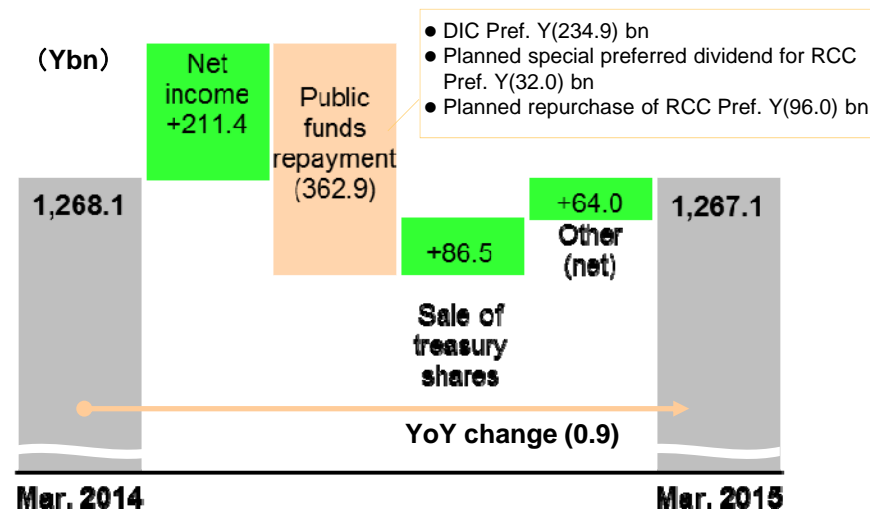 （Ybn）
Net
income
+211.4
Public
funds
repayment
(362.9)
● DIC Pref. Y(234.9) bn
● Planned special preferred dividend for RCC
Pref. Y(32.0) bn
● Planned repurchase of RCC Pref. Y(96.0) bn
1,268.1
+86.5
Sale of
treasury
shares
+64.0
Other
(net)
1,267.1
YoY change (0.9)
Mar. 2014
Mar. 2015